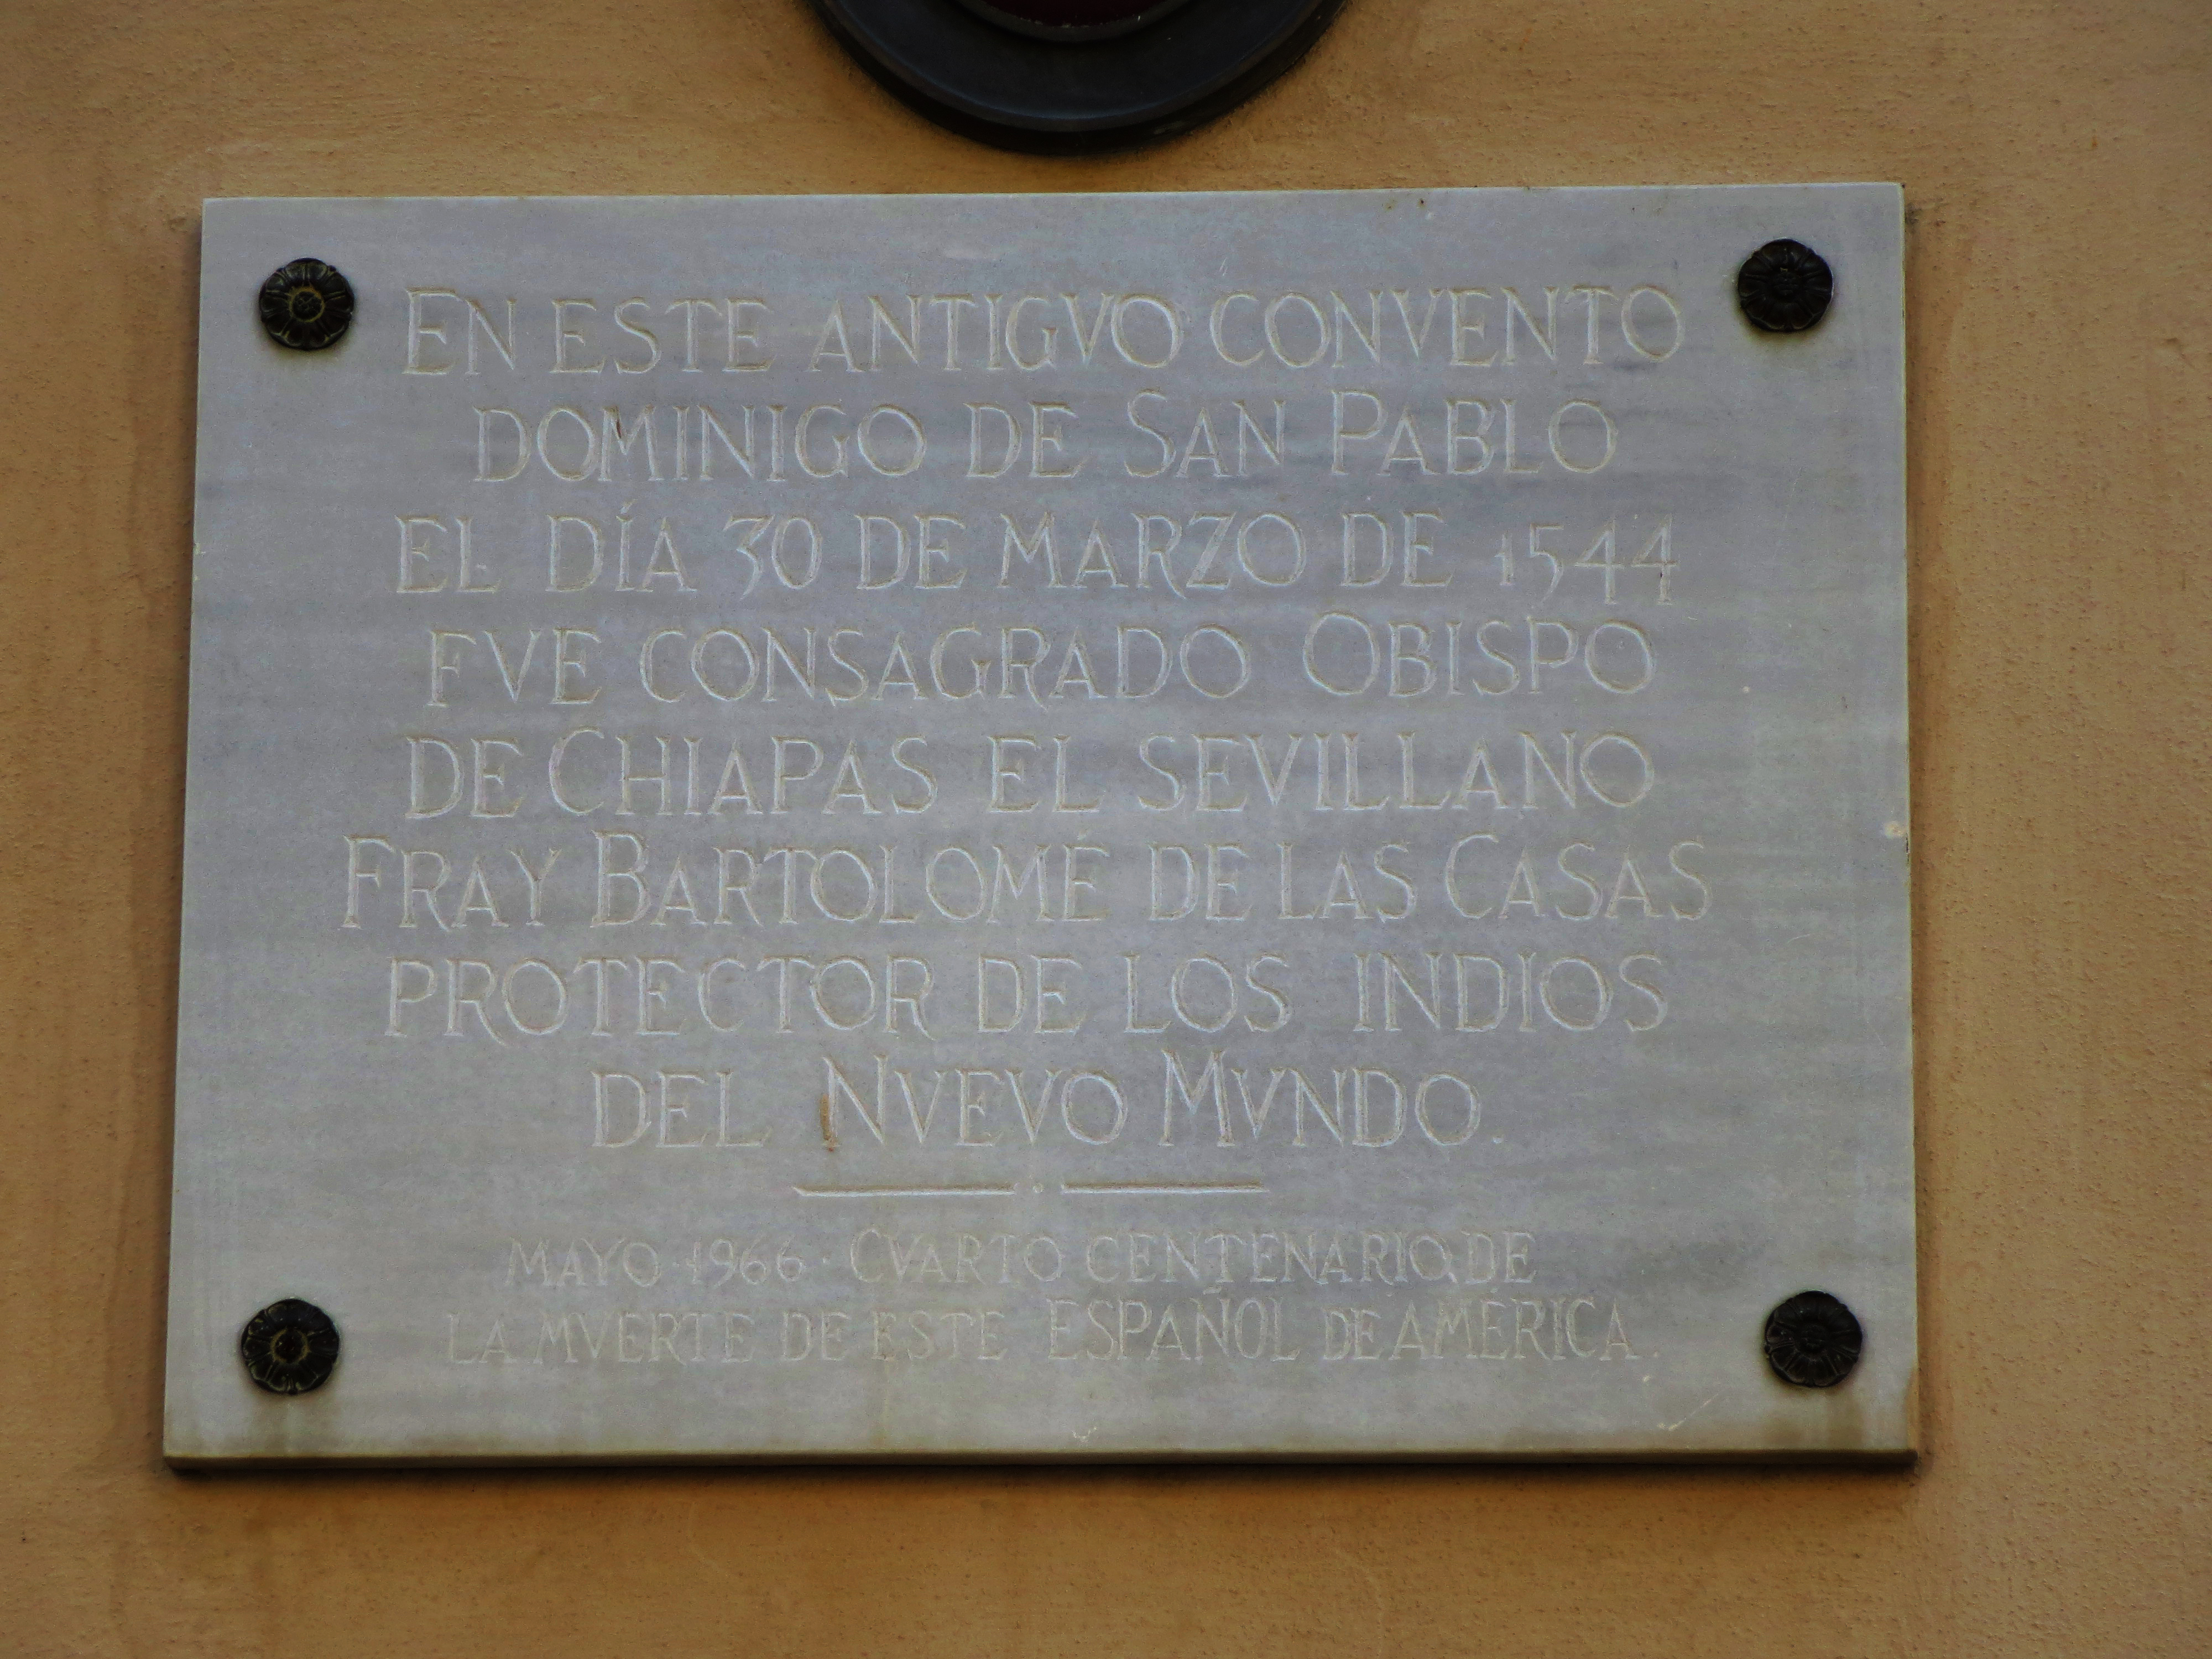 EN ESTE ANTIGVO CONVENTO
DOMINIGO DE SAN PABLO
EL DÍA 30 DE MARZO DE 1544
FVE CONSAGRADO OBISPO
DE CHIAPAS EL SEVILLANO
FRAY BARTOLOMÉ DE LAS CASAS
PROTECTOR DE LOS INDIOS
DEL NVEVO MVNDO.
MAYO·1966·CVARTO CENTENARIO DE
LA MVERTE DE ESTE ESPAÑOL DE AMÉRICA.